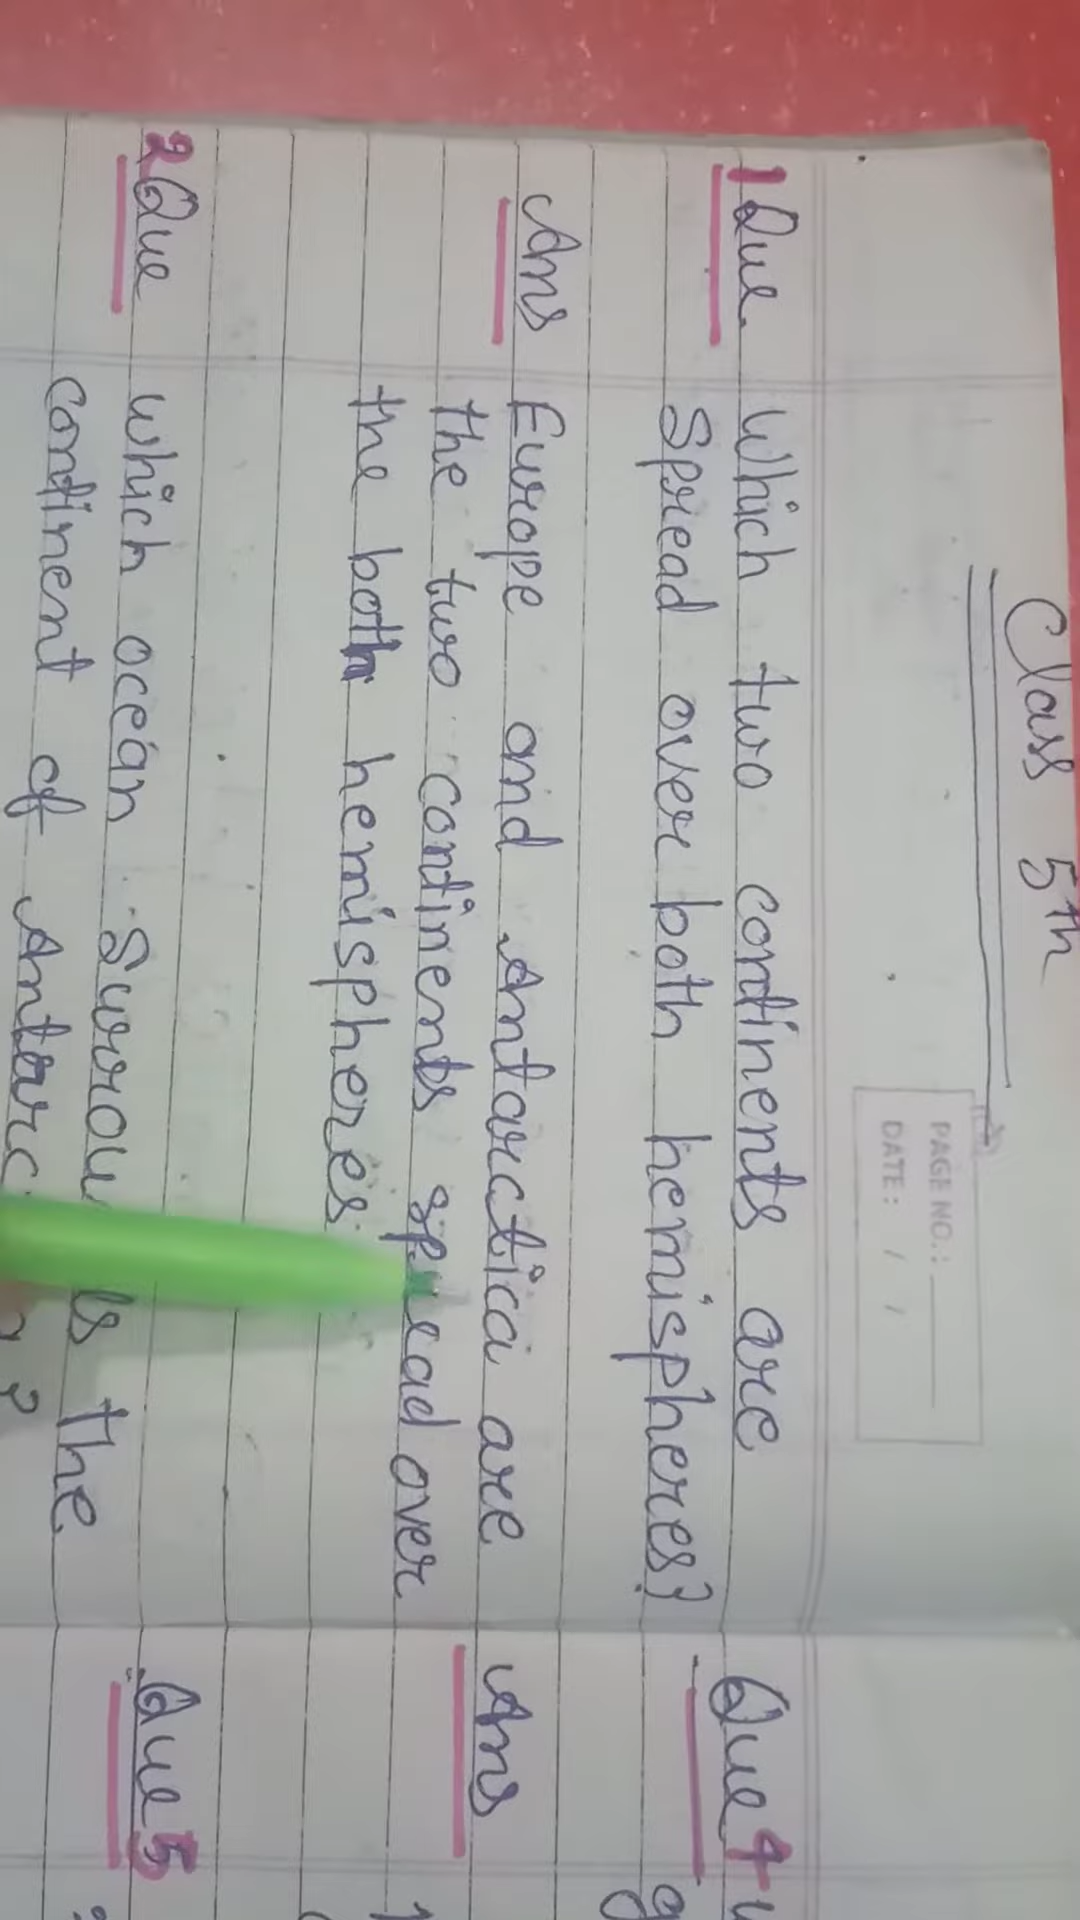 Class 5th
PAGE NO.:
DATE: / /
1 Que. Which two continents are
Spread over both hemispheres?
Ans Europe and Antarctica are
the two continents spread over
the both hemispheres.
2 Que which ocean Surrounds the
continent of Antarc
Que 4
Ans
Que 5